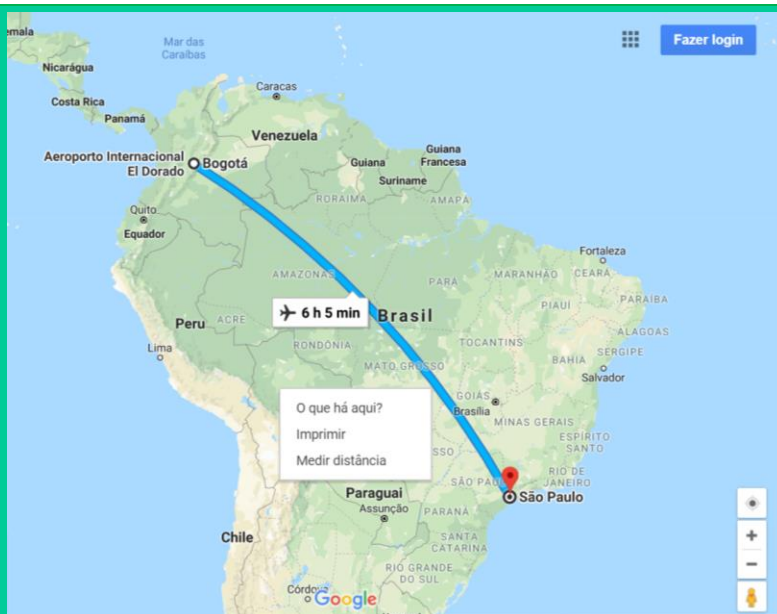 emala
Mar das
Caraíbas
Fazer login
Nicarágua
Caracas
Costa Rica
Panamá
Venezuela
Aeroporto Internacional
El Dorado
Bogotá
Guiana
Guiana
Francesa
Suriname
RORAIMA
AMAPÁ
Quito
Equador
Fortaleza
AMAZONAS
PARÁ
MARANHÃO
CEARÁ
PARAÍBA
PIAUÍ
6 h 5 min
Brasil
Peru
ACRE
ALAGOAS
TOCANTINS
RONDÔNIA
SERGIPE
BAHIA
Lima
MATO GROSSO
Salvador
GOIÁS
Brasília
O que há aqui?
Imprimir
Medir distância
MINAS GERAIS
ESPÍRITO
SANTO
SSO
SÃO PAU
RIO DE
JANEIRO
Paraguai
São Paulo
Assunção
PARANÁ
Chile
SANTA
CATARINA
RIO GRANDE
DO SUL
Córdova
Google